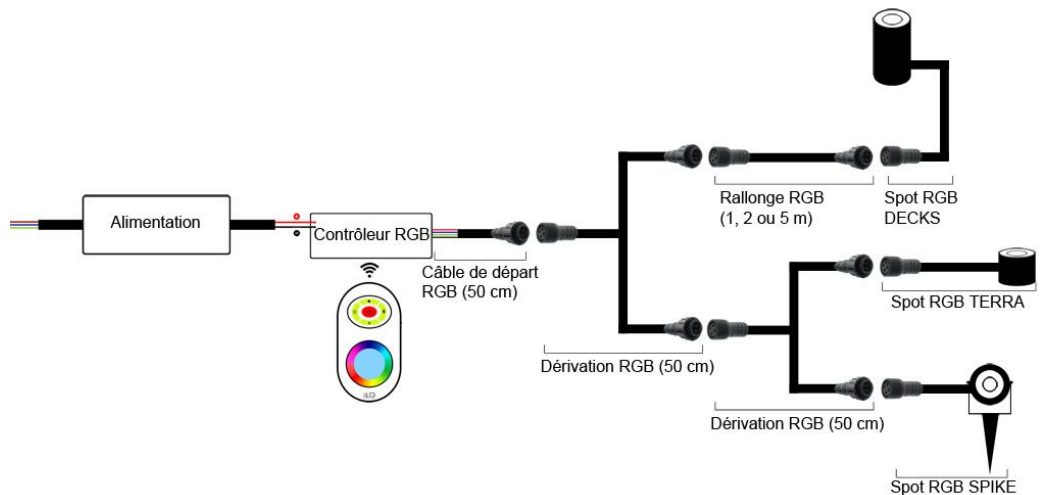 Alimentation
Contrôleur RGB
Câble de départ
RGB (50 cm)
Dérivation RGB (50 cm)
Rallonge RGB
(1, 2 ou 5 m)
Spot RGB
DECKS
Spot RGB TERRA
Dérivation RGB (50 cm)
Spot RGB SPIKE